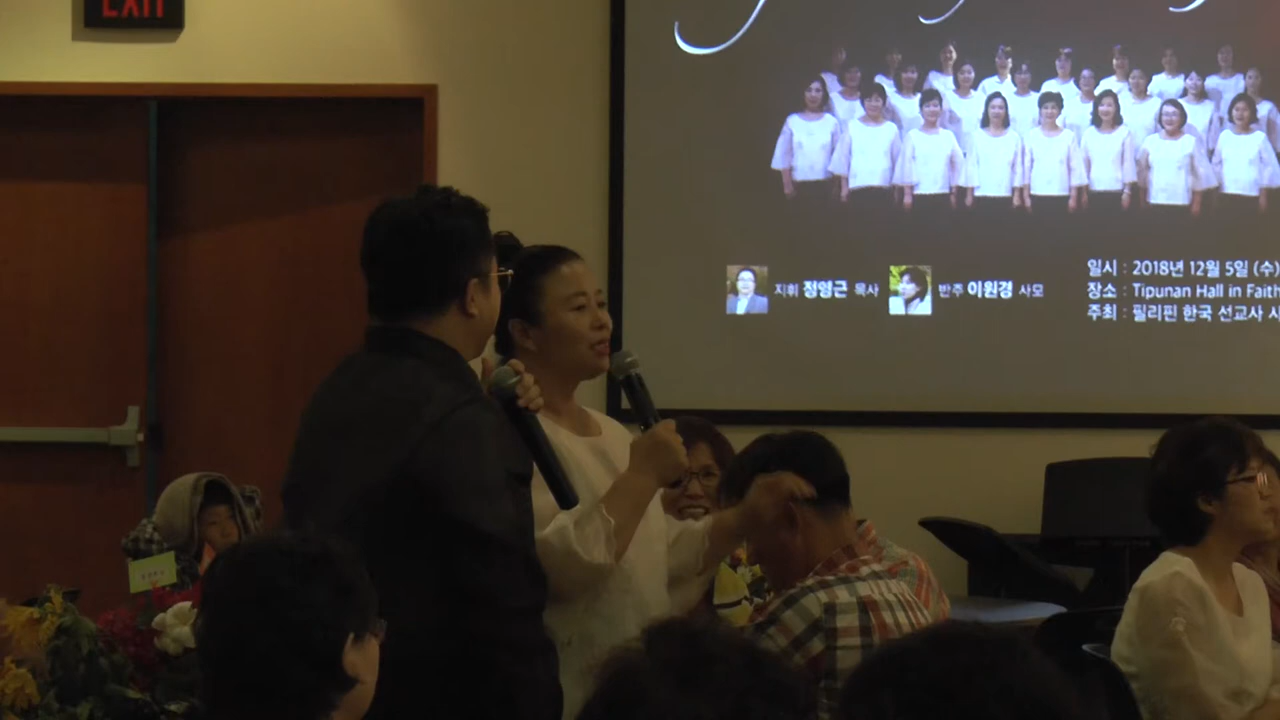 EXIT
지휘 정영근 목사
반주 이원경 사모
일시 : 2018년 12월 5일 (수)
장소 : Tipunan Hall in Faith
주최 : 필리핀 한국 선교사